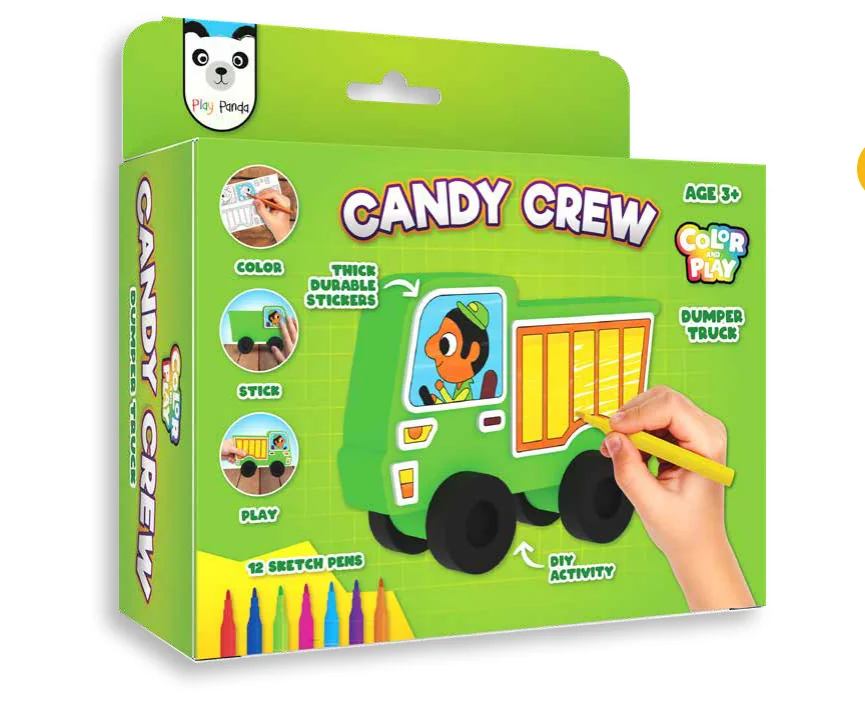 Play Panda
CANDY CREW
AGE 3+
COLOR
AND
PLAY
DUMPER
TRUCK
COLOR
THICK
DURABLE
STICKERS
STICK
PLAY
12 SKETCH PENS
DIY
ACTIVITY
CANDY CREW
DUMPER TRUCK
COLOR
AND
PLAY